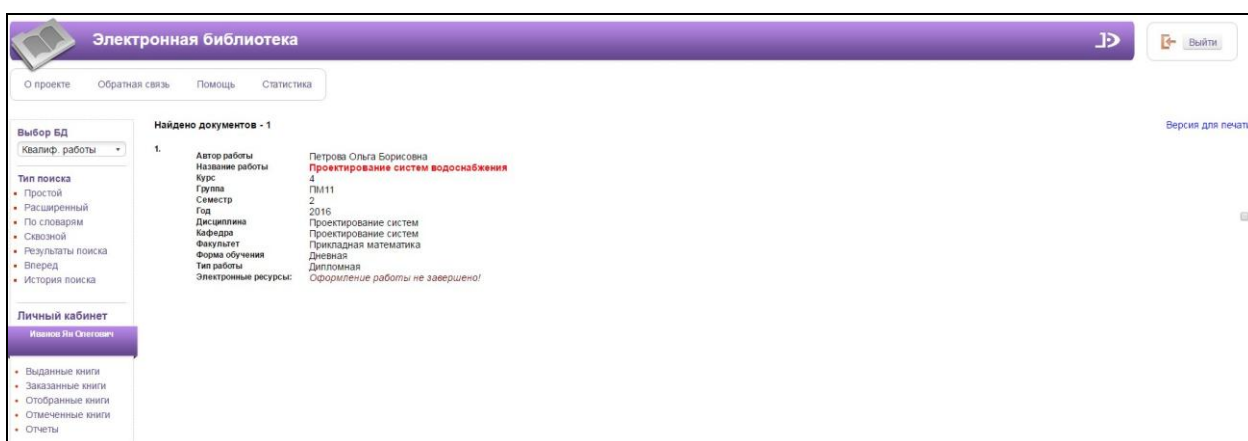 Электронная библиотека
Выйти
О проекте Обратная связь Помощь Статистика
Выбор БД
Квалиф. работы
Тип поиска
Простой
Расширенный
По словарям
Сквозной
Результаты поиска
Вперед
История поиска
Личный кабинет
Иванов Ян Олегович
Выданные книги
Заказанные книги
Отобранные книги
Отмеченные книги
Отчеты
Найдено документов - 1
Версия для печати
1.
Автор работы Петрова Ольга Борисовна
Название работы Проектирование систем водоснабжения
Курс 4
Группа ПМ11
Семестр 2
Год 2016
Дисциплина Проектирование систем
Кафедра Проектирование систем
Факультет Прикладная математика
Форма обучения Дневная
Тип работы Дипломная
Электронные ресурсы: Оформление работы не завершено!